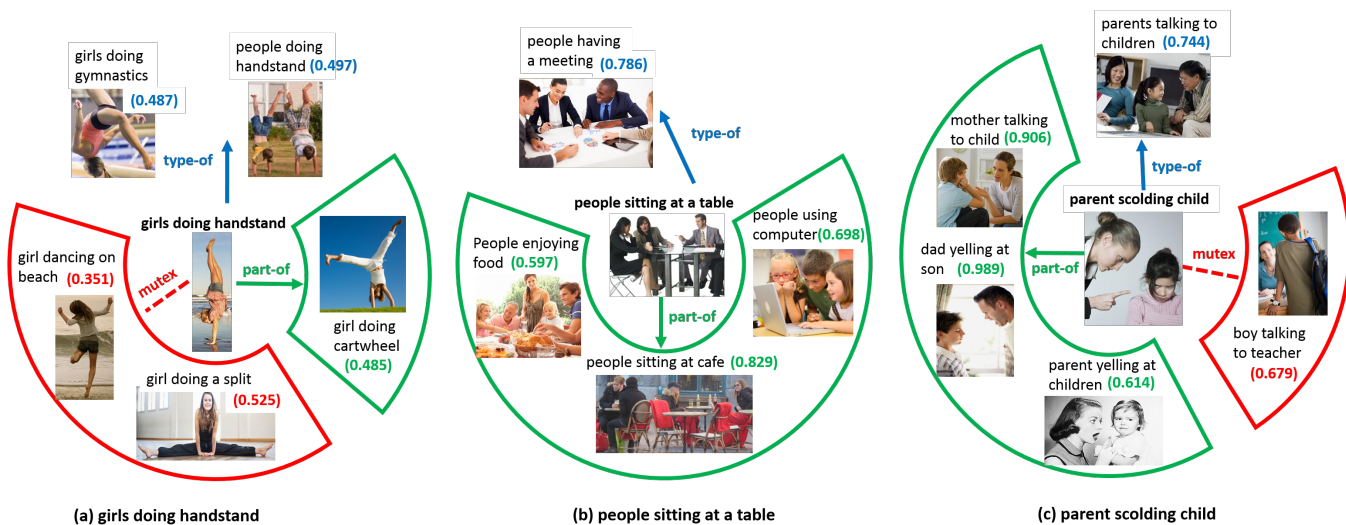 girls doing
gymnastics
(0.487)
people doing
handstand (0.497)
type-of
girls doing handstand
girl dancing on
beach (0.351)
mutex
part-of
girl doing
cartwheel
(0.485)
girl doing a split
(0.525)
(a) girls doing handstand
people having
a meeting (0.786)
type-of
people sitting at a table
People enjoying
food (0.597)
people using
computer(0.698)
part-of
people sitting at cafe (0.829)
(b) people sitting at a table
parents talking to
children (0.744)
mother talking
to child (0.906)
type-of
parent scolding child
dad yelling at
son (0.989)
part-of
mutex
boy talking
to teacher
(0.679)
parent yelling at
children (0.614)
(c) parent scolding child